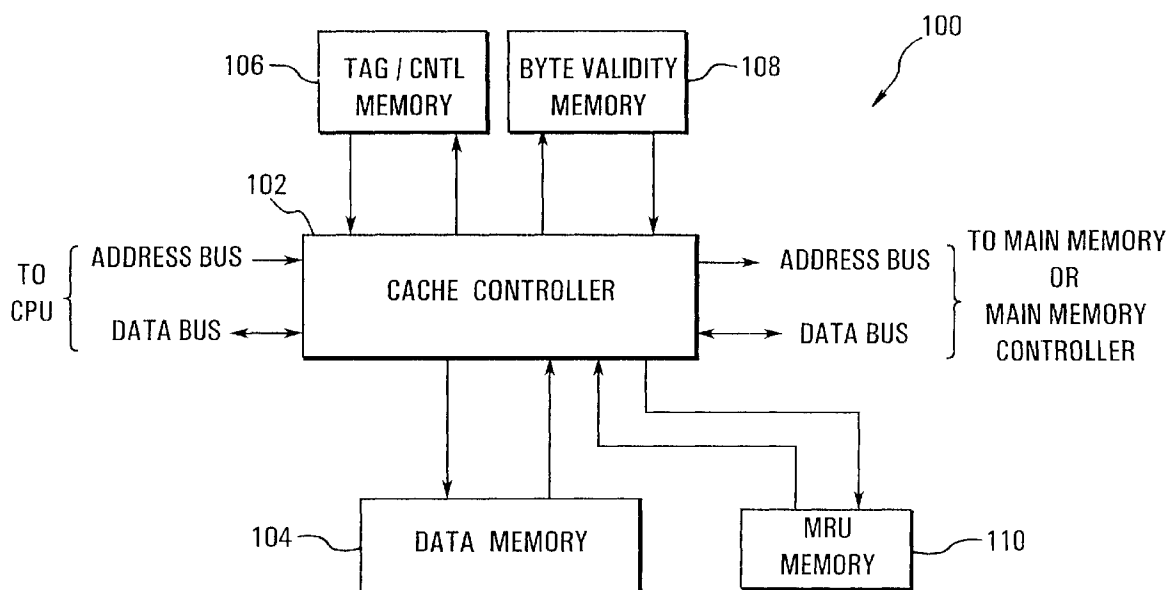 100
106
TAG / CNTL
MEMORY
BYTE VALIDITY
MEMORY
108
102
TO
CPU
ADDRESS BUS
DATA BUS
CACHE CONTROLLER
ADDRESS BUS
DATA BUS
TO MAIN MEMORY
OR
MAIN MEMORY
CONTROLLER
104
DATA MEMORY
MRU
MEMORY
110